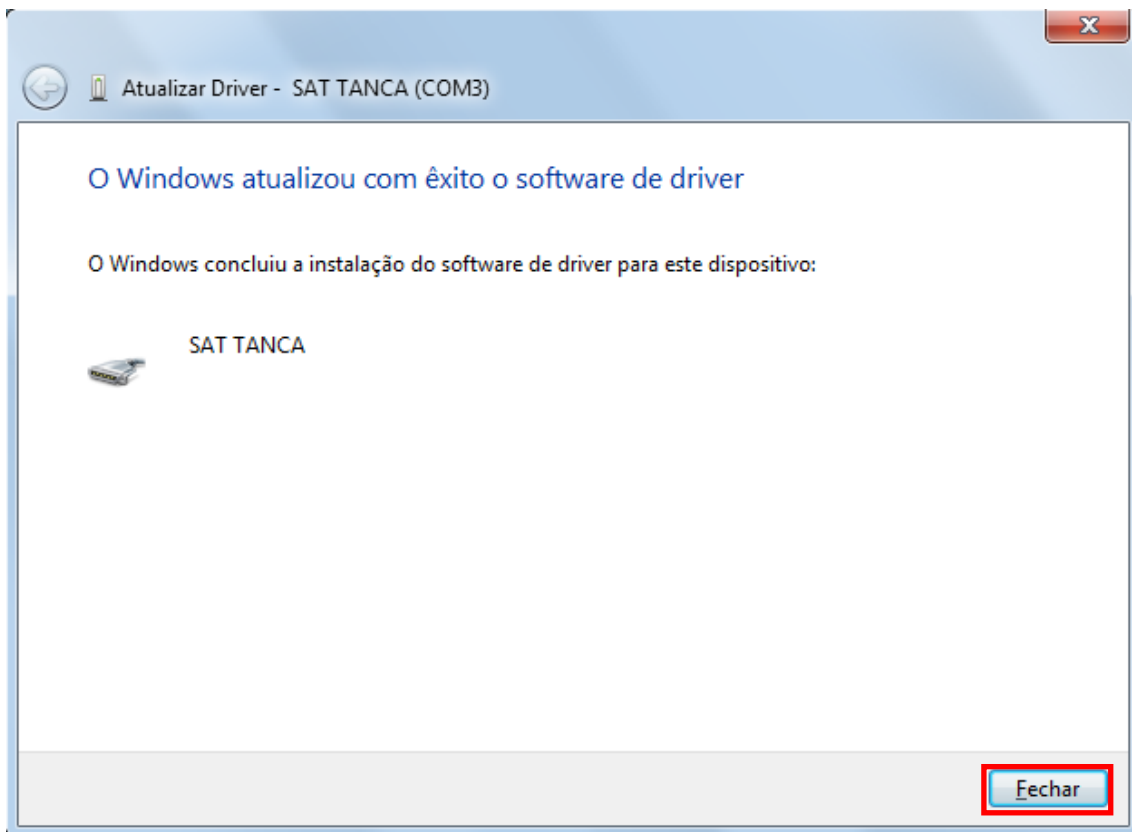 Atualizar Driver - SAT TANCA (COM3)
O Windows atualizou com êxito o software de driver
O Windows concluiu a instalação do software de driver para este dispositivo:
SAT TANCA
Fechar